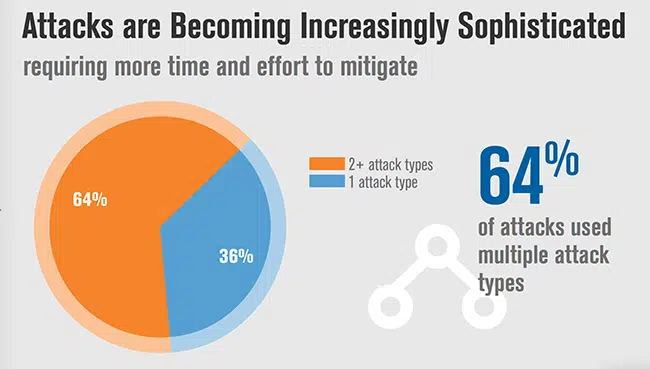 Attacks are Becoming Increasingly Sophisticated
requiring more time and effort to mitigate
64%
36%
2+ attack types
1 attack type
64%
of attacks used
multiple attack
types